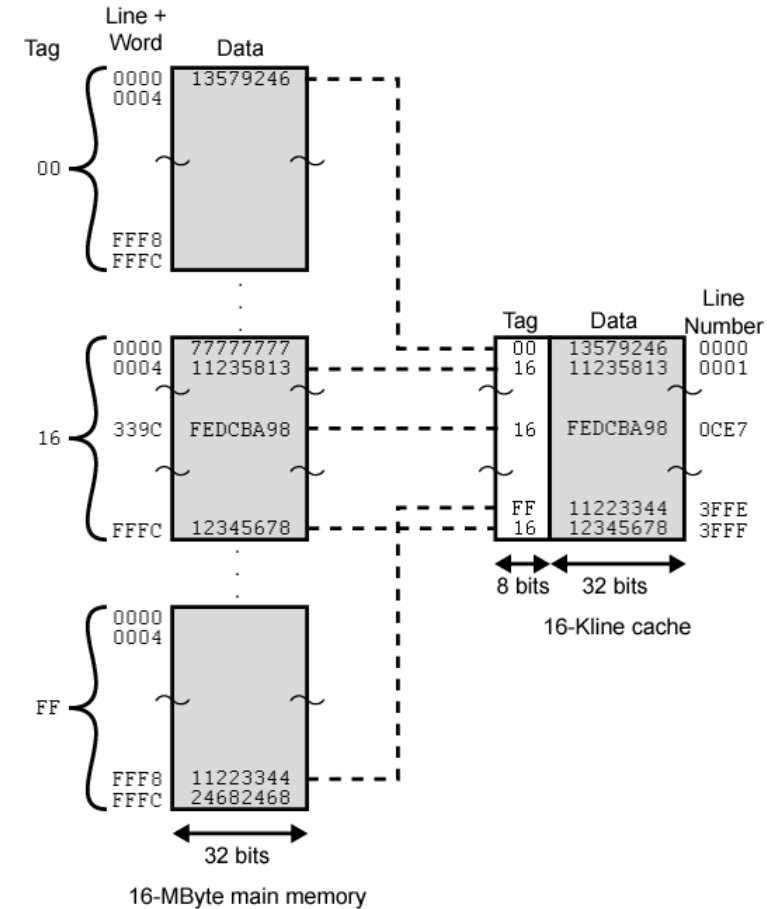 Line +
Tag Word Data
0000 13579246
0004
00
FFF8
FFFC
Line
Tag Data Number
0000 77777777 00 13579246 0000
0004 11235813 16 11235813 0001
16 339C FEDCBA98 16 FEDCBA98 0CE7
FF 11223344 3FFE
FFFC 12345678 16 12345678 3FFF
8 bits 32 bits
16-Kline cache
0000
0004
FF
FFF8 11223344
FFFC 24682468
32 bits
16-MByte main memory